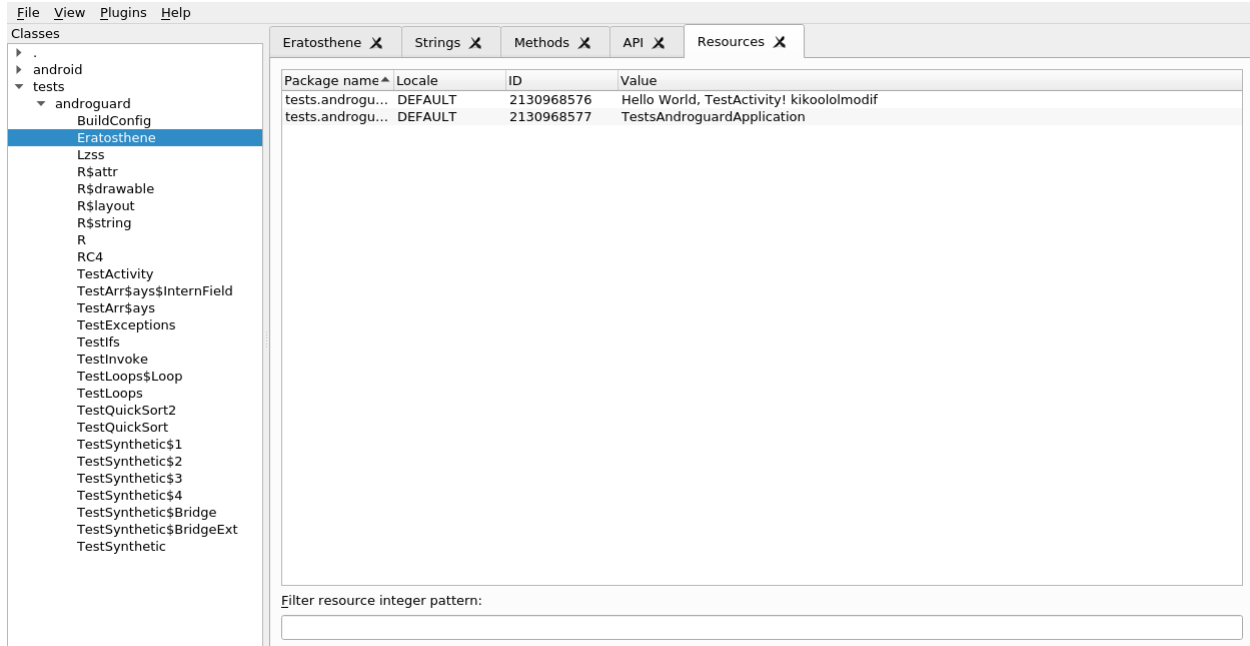 File View Plugins Help
Classes
.
android
tests
androguard
BuildConfig
Eratosthene
Lzss
R$attr
R$drawable
R$layout
R$string
R
RC4
TestActivity
TestArr$ays$InternField
TestArr$ays
TestExceptions
TestIfs
TestInvoke
TestLoops$Loop
TestLoops
TestQuickSort2
TestQuickSort
TestSynthetic$1
TestSynthetic$2
TestSynthetic$3
TestSynthetic$4
TestSynthetic$Bridge
TestSynthetic$BridgeExt
TestSynthetic
Eratosthene Strings Methods API Resources
Package name Locale ID Value
tests.androgu... DEFAULT 2130968576 Hello World, TestActivity! kikoololmodif
tests.androgu... DEFAULT 2130968577 TestsAndroguardApplication
Filter resource integer pattern: